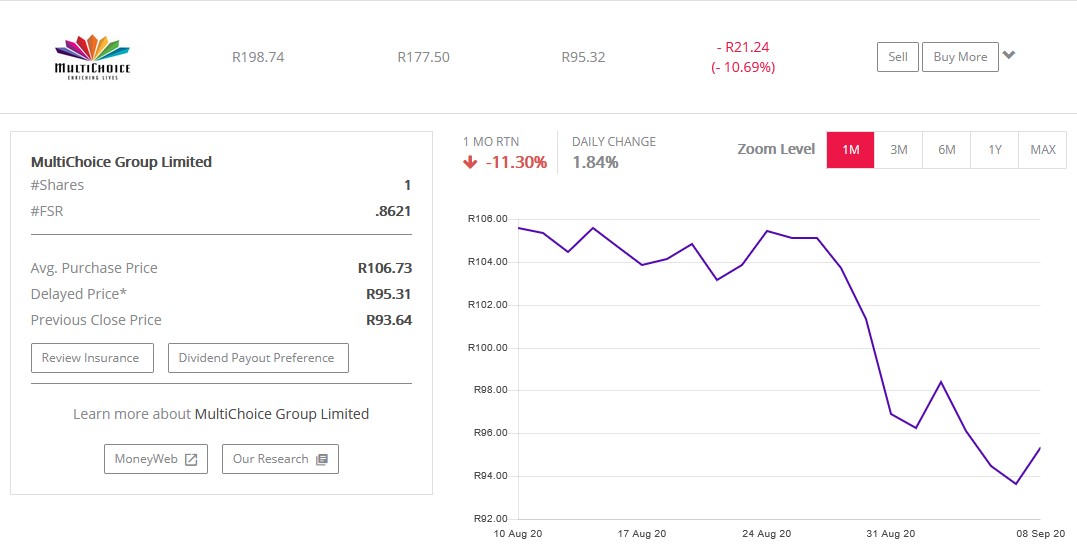 MULTICHOICE
ENRICHING LIVES
R198.74 R177.50 R95.32 - R21.24
(- 10.69%)
Sell Buy More
MultiChoice Group Limited
#Shares 1
#FSR .8621
Avg. Purchase Price R106.73
Delayed Price* R95.31
Previous Close Price R93.64
Review Insurance Dividend Payout Preference
Learn more about MultiChoice Group Limited
MoneyWeb Our Research
1 MO RTN DAILY CHANGE
-11.30% 1.84%
Zoom Level 1M 3M 6M 1Y MAX
R106.00
R104.00
R102.00
R100.00
R98.00
R96.00
R94.00
R92.00
10 Aug 20 17 Aug 20 24 Aug 20 31 Aug 20 08 Sep 20